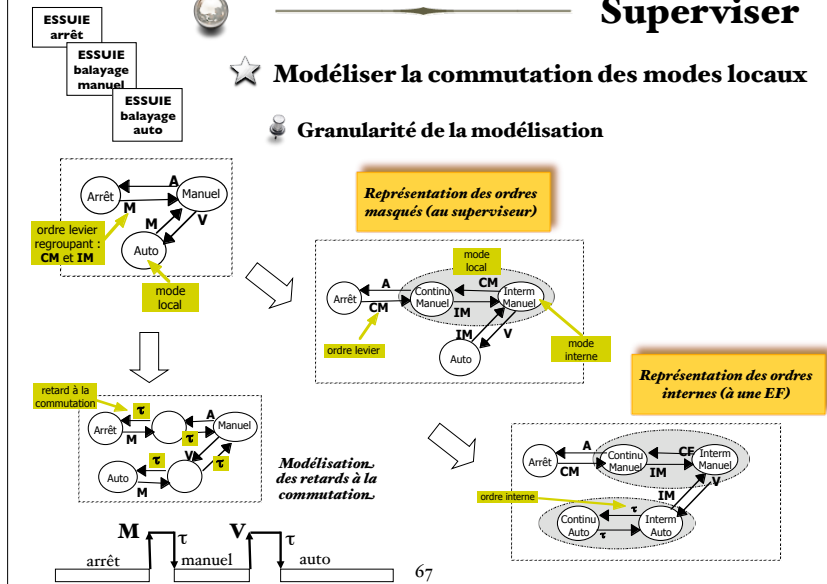 Superviser
ESSUIE
arrêt
ESSUIE
balayage
manuel
ESSUIE
balayage
auto
Modéliser la commutation des modes locaux
Granularité de la modélisation
Arrêt
A
Manuel
M
M
V
Auto
ordre levier
regroupant :
CM et IM
mode
local
Représentation des ordres
masqués (au superviseur)
mode
local
Arrêt
A
CM
Continu
Manuel
CM
IM
Interm
Manuel
IM
V
Auto
ordre levier
mode
interne
Représentation des ordres
internes (à une EF)
retard à la
commutation
τ
A
Arrêt
M
τ
Manuel
V
τ
τ
Auto
M
Modélisation
des retards à la
commutation
A
Arrêt
CM
Continu
Manuel
CF
IM
Interm
Manuel
IM
V
ordre interne
τ
Continu
Auto
τ
Interm
Auto
M
τ
V
τ
arrêt
manuel
auto
67